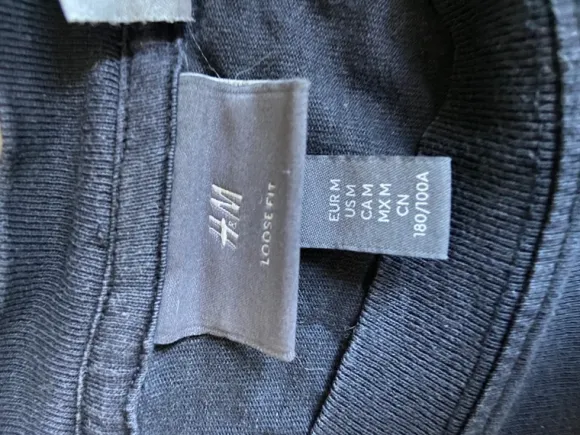 H&M
LOOSE FIT
EUR M
US M
CA M
MX M
CN
180/100A